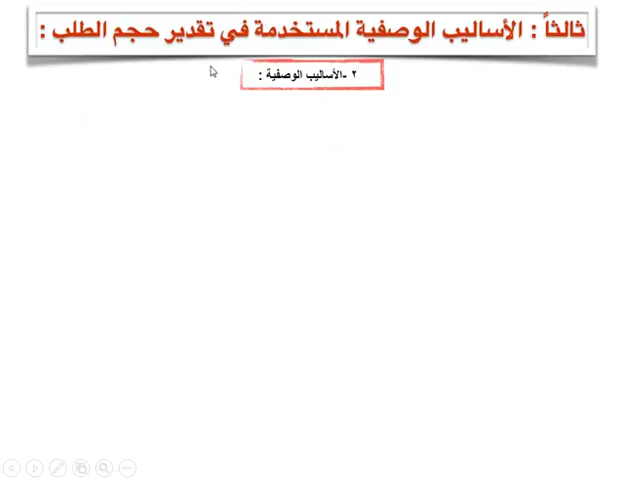 ثالثاً : الأساليب الوصفية المستخدمة في تقدير حجم الطلب :
٢ -الأساليب الوصفية :